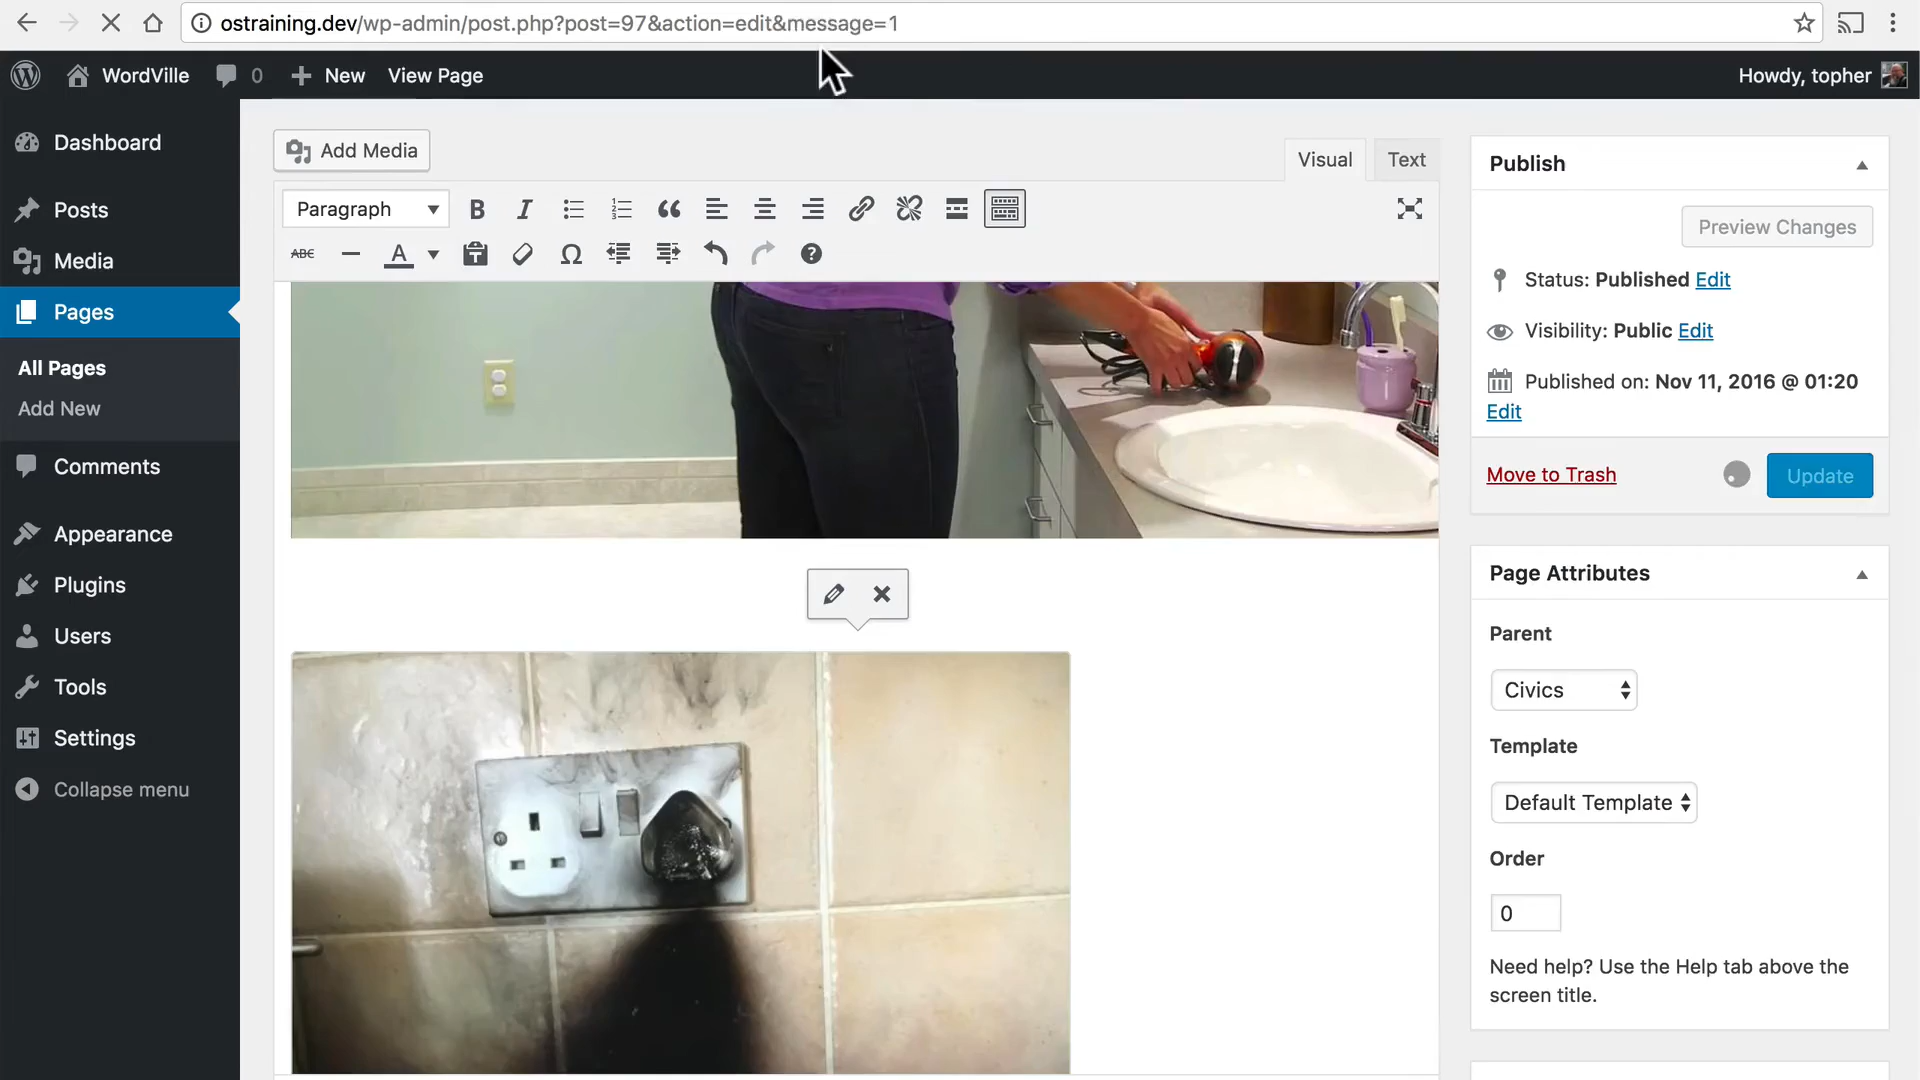 ostraining.dev/wp-admin/post.php?post=97&action=edit&message=1
WordVille
0
New
View Page
Howdy, topher
Dashboard
Posts
Media
Pages
All Pages
Add New
Comments
Appearance
Plugins
Users
Tools
Settings
Collapse menu
Add Media
Visual
Text
Paragraph
B
I
ABC
A
Publish
Preview Changes
Status: Published Edit
Visibility: Public Edit
Published on: Nov 11, 2016 @ 01:20
Edit
Move to Trash
Update
Page Attributes
Parent
Civics
Template
Default Template
Order
0
Need help? Use the Help tab above the
screen title.